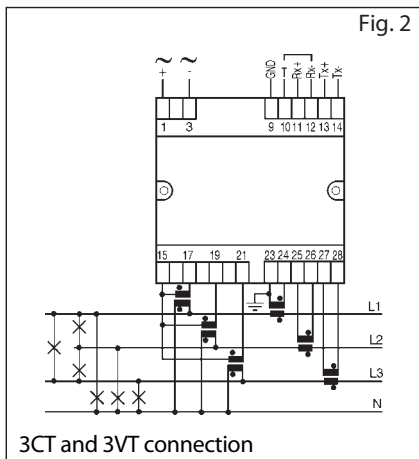 Fig. 2
~ ~
+ -
GND T Rx+ Rx- Tx+ Tx-
1 3 9 10 11 12 13 14
15 17 19 21 23 24 25 26 27 28
L1
L2
L3
N
3CT and 3VT connection